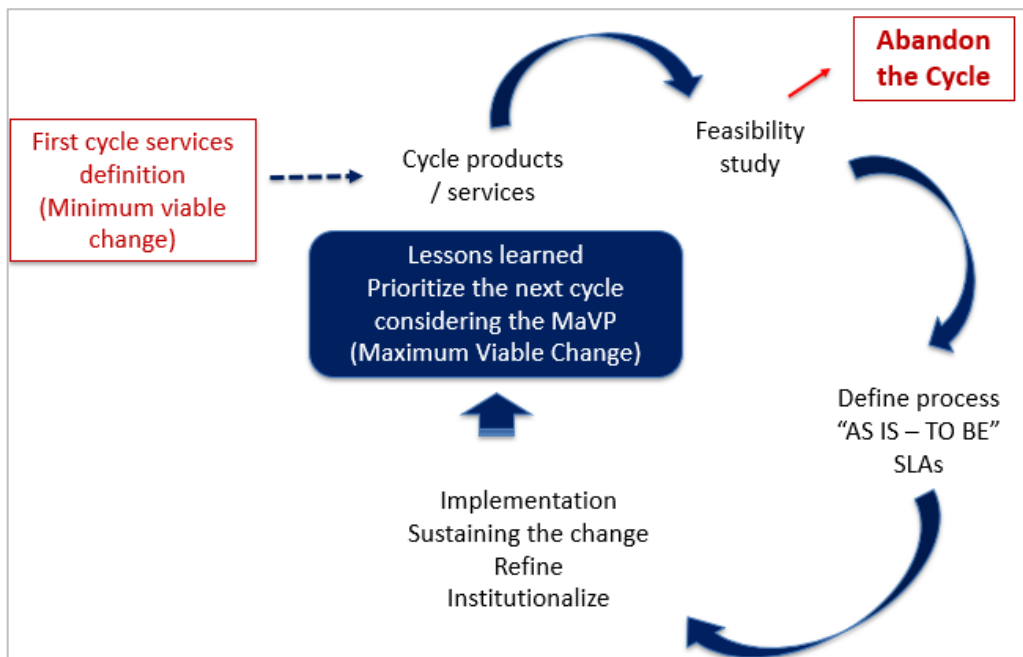 Abandon
the Cycle
First cycle services
definition
(Minimum viable
change)
Cycle products
/ services
Feasibility
study
Lessons learned
Prioritize the next cycle
considering the MaVP
(Maximum Viable Change)
Define process
“AS IS – TO BE”
SLAs
Implementation
Sustaining the change
Refine
Institutionalize